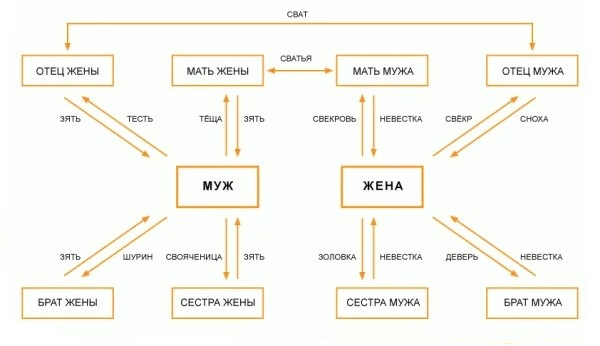 СВАТ
ОТЕЦ ЖЕНЫ
МАТЬ ЖЕНЫ
СВАТЬЯ
МАТЬ МУЖА
ОТЕЦ МУЖА
ЗЯТЬ
ТЕСТЬ
ТЁЩА
ЗЯТЬ
СВЕКРОВЬ
НЕВЕСТКА
СВЁКР
СНОХА
МУЖ
ЖЕНА
ЗЯТЬ
ШУРИН
СВОЯЧЕНИЦА
ЗЯТЬ
ЗОЛОВКА
НЕВЕСТКА
ДЕВЕРЬ
НЕВЕСТКА
БРАТ ЖЕНЫ
СЕСТРА ЖЕНЫ
СЕСТРА МУЖА
БРАТ МУЖА